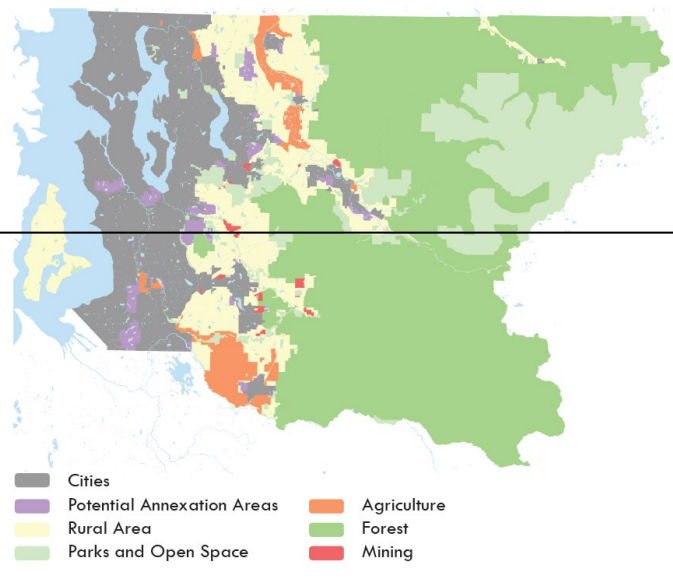 Cities
Potential Annexation Areas
Rural Area
Parks and Open Space
Agriculture
Forest
Mining